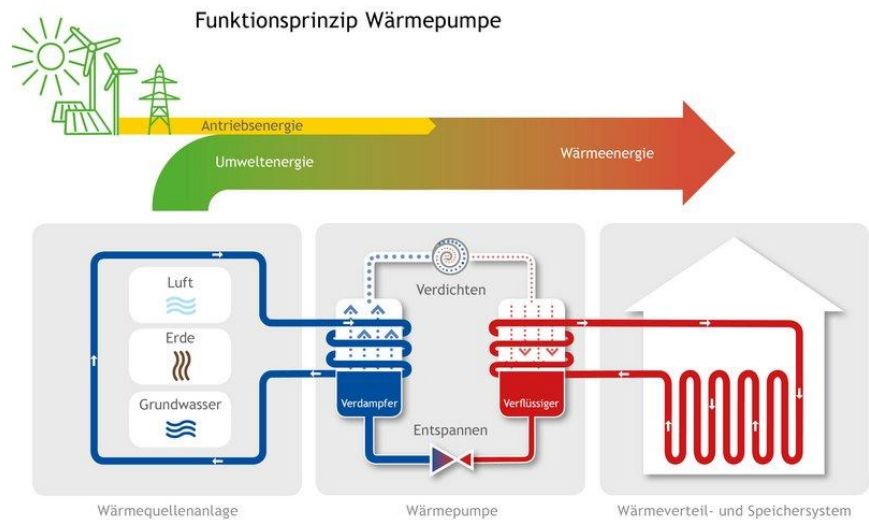 Funktionsprinzip Wärmepumpe
Antriebsenergie
Umweltenergie
Wärmeenergie
Luft
Erde
Grundwasser
Verdichten
Verdampfer
Verflüssiger
Entspannen
Wärmequellenanlage
Wärmepumpe
Wärmeverteil- und Speichersystem